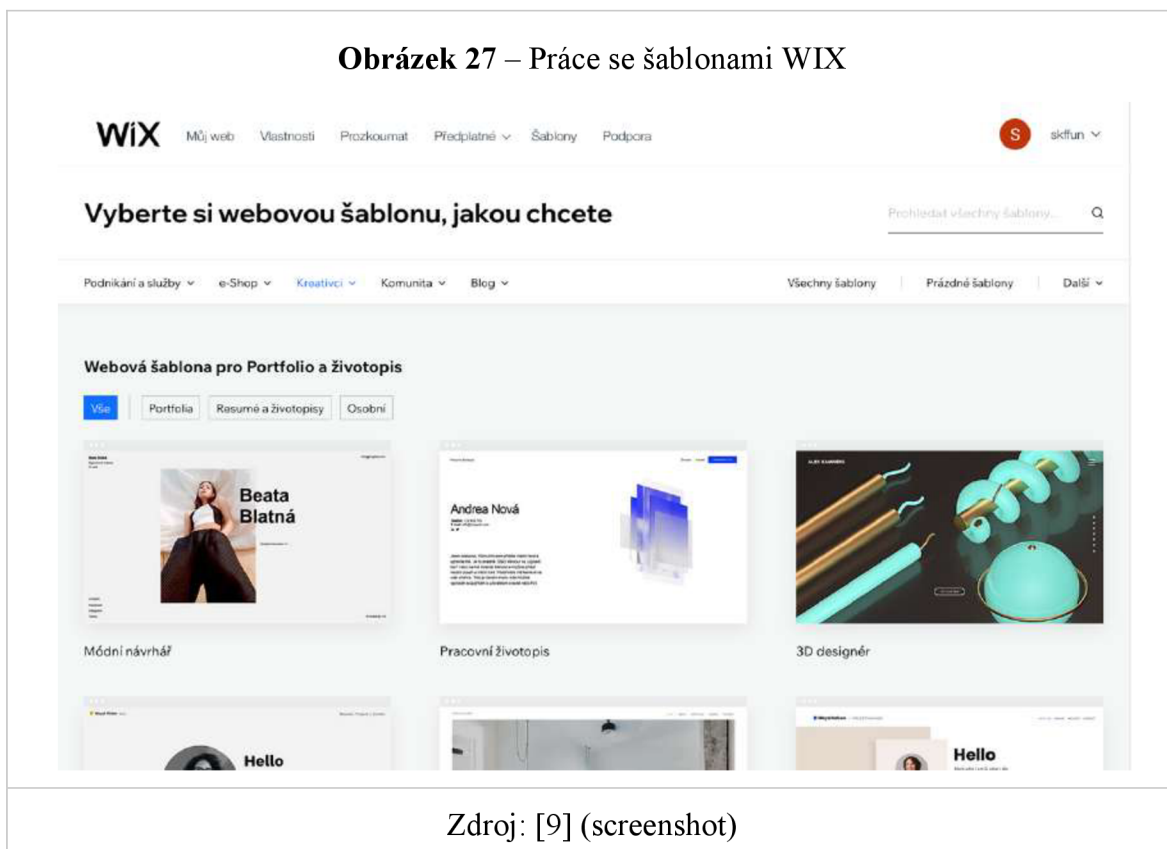 Obrázek 27 – Práce se šablonami WIX
WiX Můj web Vlastnosti Prozkoumat Předplatné Šablony Podpora S skffun
Vyberte si webovou šablonu, jakou chcete Prohledat všechny šablony...
Podnikání a služby e-Shop Kreativci Komunita Blog Všechny šablony Prázdné šablony Další
Webová šablona pro Portfolio a životopis
Vše Portfolia Resumé a životopisy Osobní
Beata
Blatná
Andrea Nová
Módní návrhář Pracovní životopis 3D designér
Hello Hello
Zdroj: [9] (screenshot)